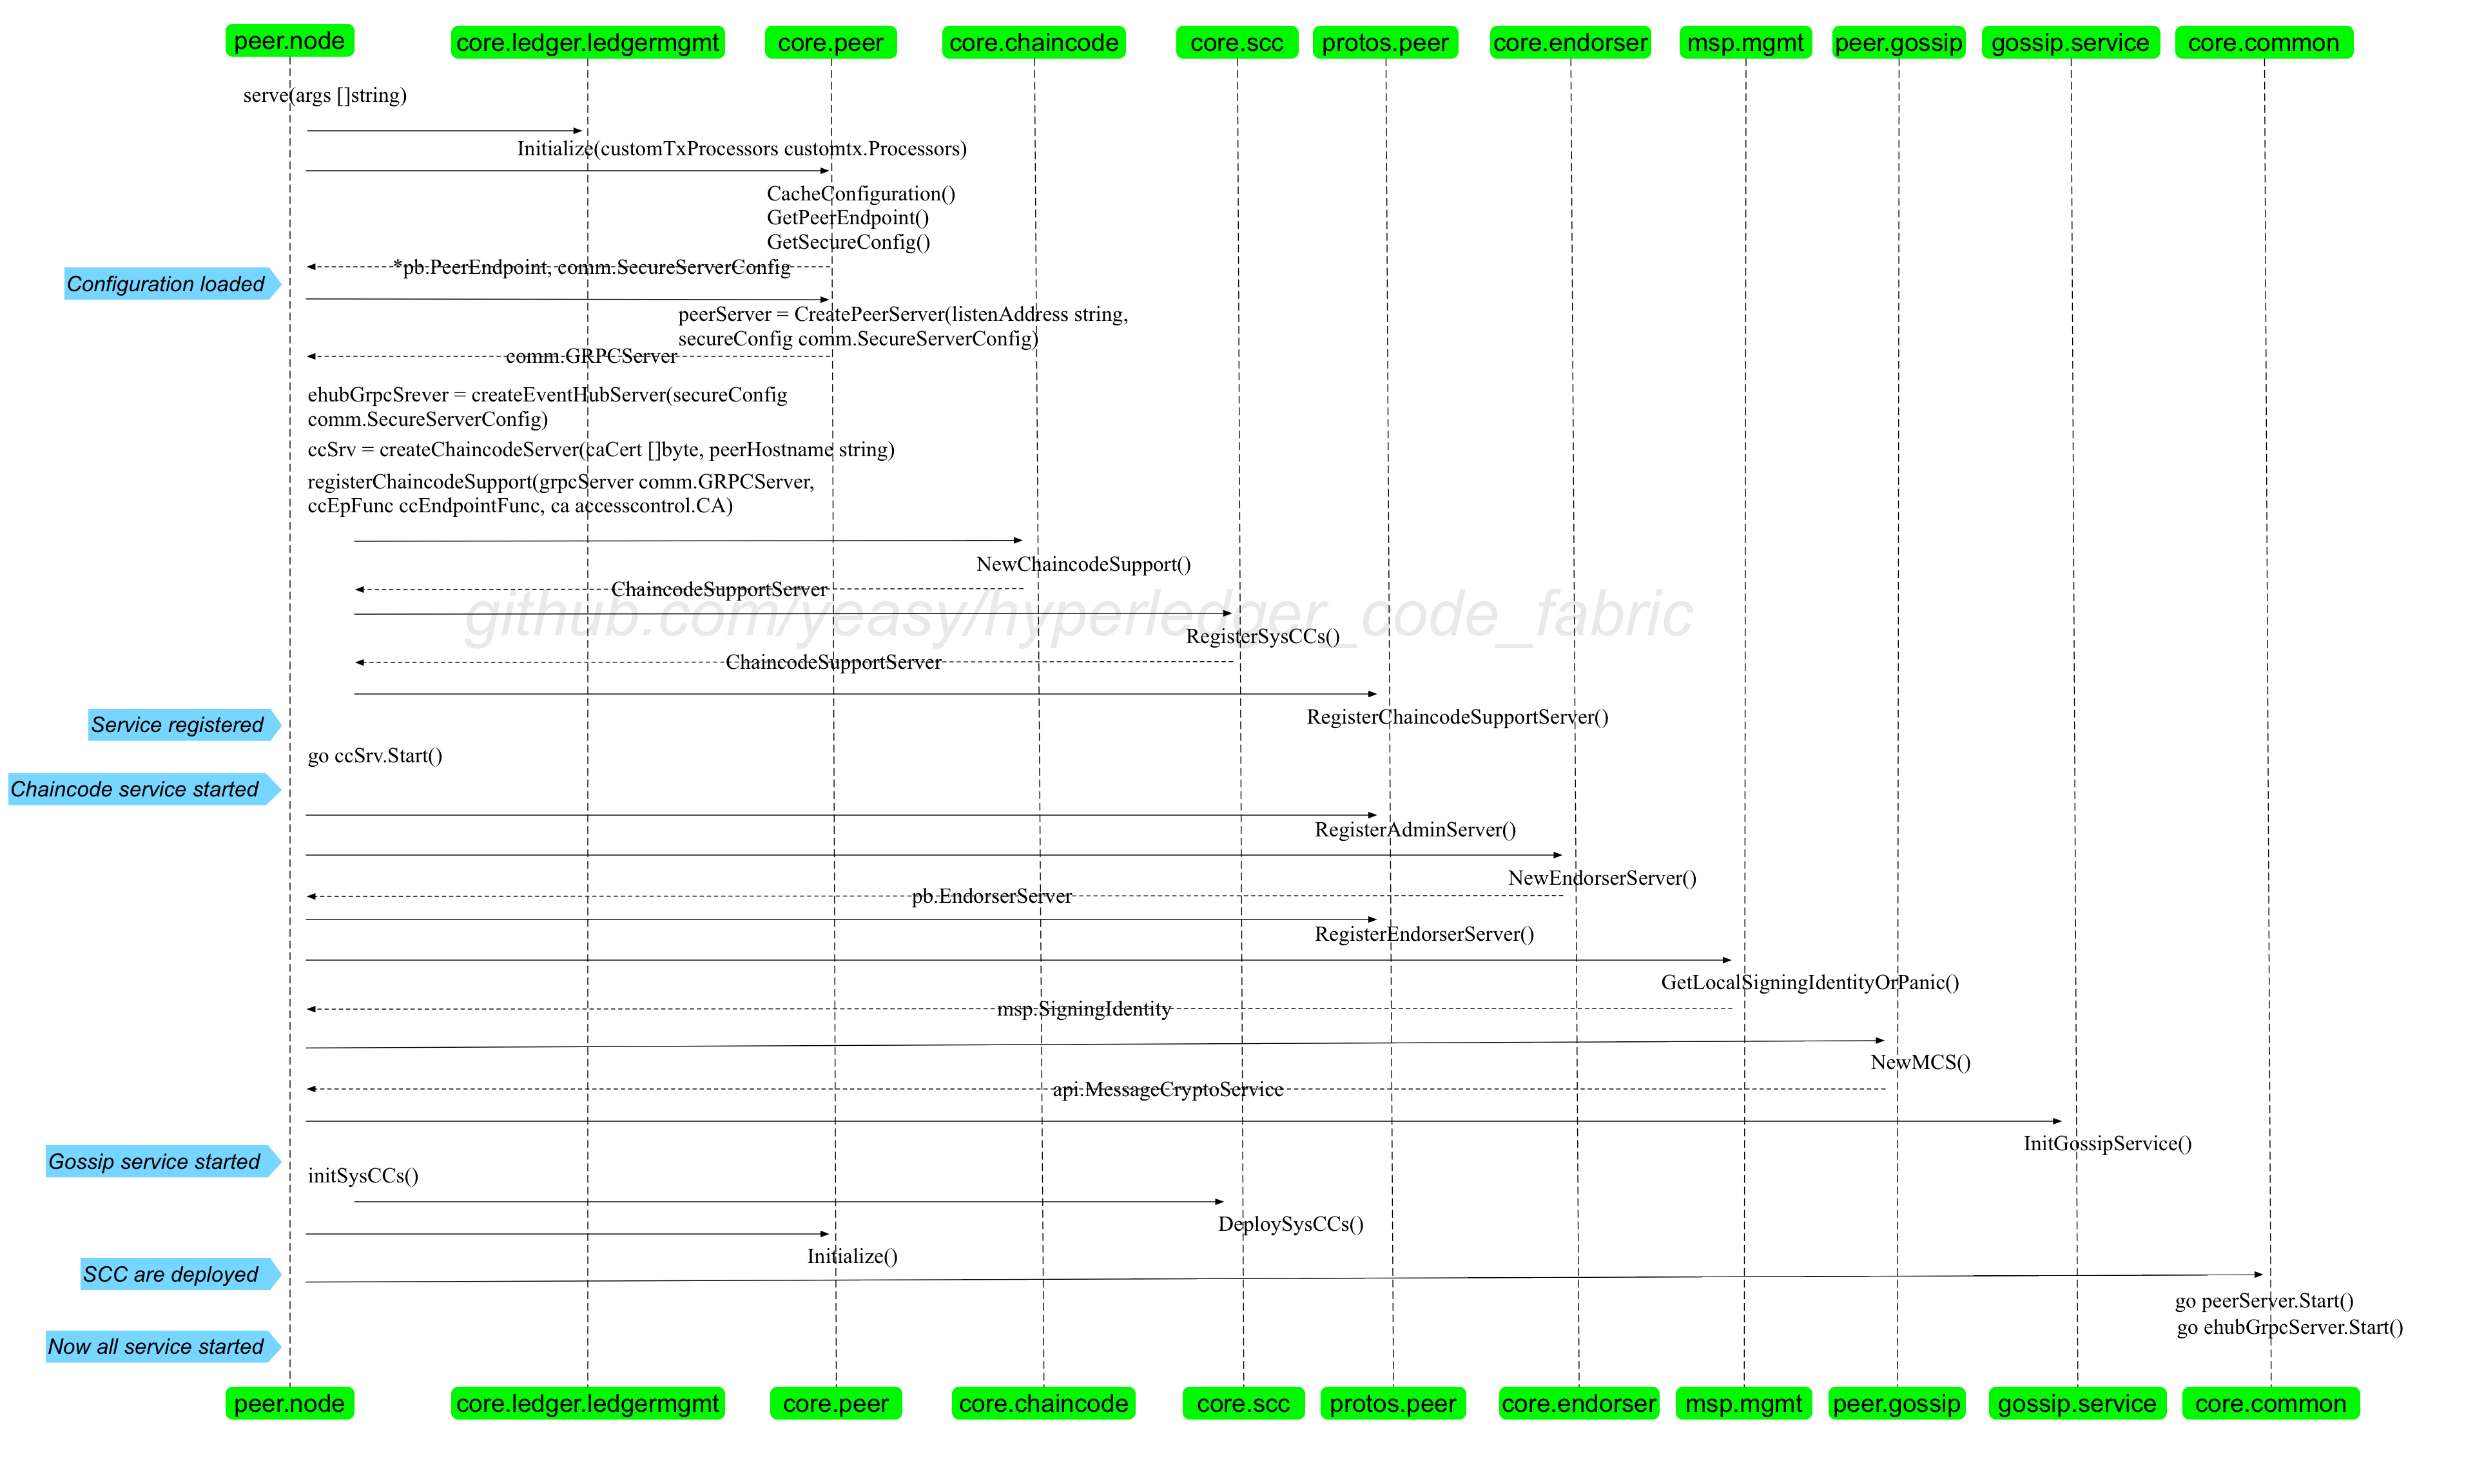 peer.node
core.ledger.ledgermgmt
core.peer
core.chaincode
core.scc
protos.peer
core.endorser
msp.mgmt
peer.gossip
gossip.service
core.common
serve(args []string)
Initialize(customTxProcessors customtx.Processors)
CacheConfiguration()
GetPeerEndpoint()
GetSecureConfig()
*pb.PeerEndpoint, comm.SecureServerConfig
Configuration loaded
peerServer = CreatePeerServer(listenAddress string,
secureConfig comm.SecureServerConfig)
comm.GRPCServer
ehubGrpcSrever = createEventHubServer(secureConfig
comm.SecureServerConfig)
ccSrv = createChaincodeServer(caCert []byte, peerHostname string)
registerChaincodeSupport(grpcServer comm.GRPCServer,
ccEpFunc ccEndpointFunc, ca accesscontrol.CA)
NewChaincodeSupport()
ChaincodeSupportServer
github.com/yeasy/hyperledger_code_fabric
RegisterSysCCs()
ChaincodeSupportServer
RegisterChaincodeSupportServer()
Service registered
go ccSrv.Start()
Chaincode service started
RegisterAdminServer()
NewEndorserServer()
pb.EndorserServer
RegisterEndorserServer()
GetLocalSigningIdentityOrPanic()
msp.SigningIdentity
NewMCS()
api.MessageCryptoService
InitGossipService()
Gossip service started
initSysCCs()
DeploySysCCs()
Initialize()
SCC are deployed
go peerServer.Start()
go ehubGrpcServer.Start()
Now all service started
peer.node
core.ledger.ledgermgmt
core.peer
core.chaincode
core.scc
protos.peer
core.endorser
msp.mgmt
peer.gossip
gossip.service
core.common